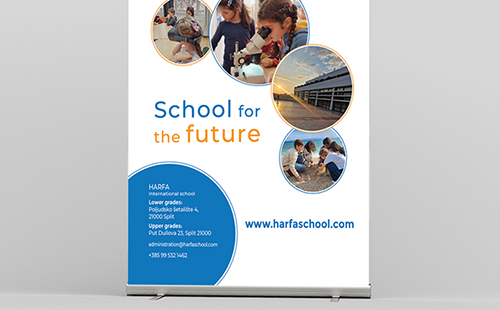 School for
the future
HARFA
international school
Lower grades:
Poljudsko šetalište 4,
21000 Split
Upper grades:
Put Duilova 23, Split 21000
administration@harfaschool.com
+385 99 532 1462
www.harfaschool.com